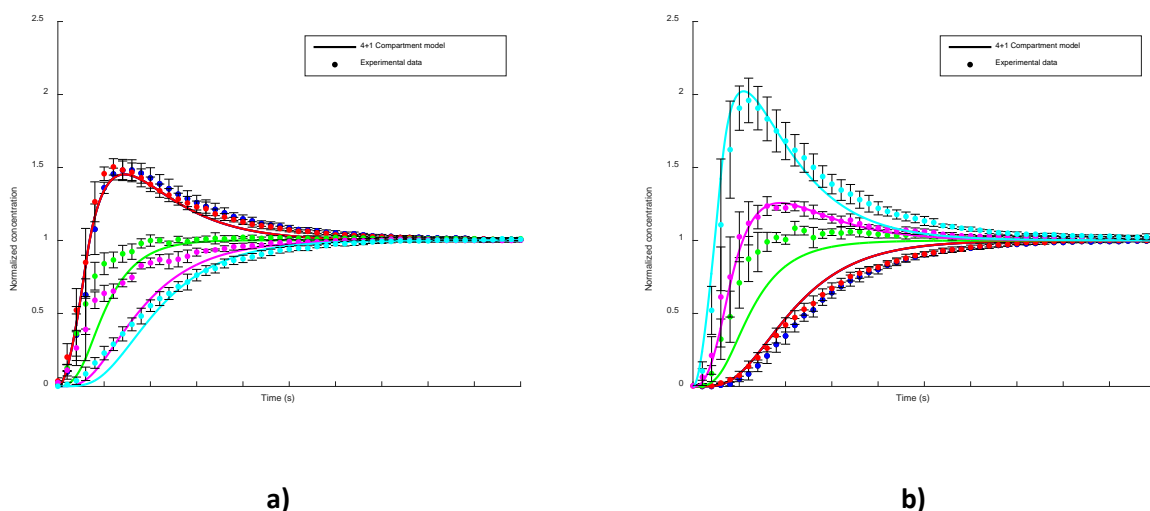 2.5
4+1 Compartment model
Experimental data
2
1.5
1
0.5
0
Normalized concentration
Time (s)
a)
2.5
4+1 Compartment model
Experimental data
2
1.5
1
0.5
0
Normalized concentration
Time (s)
b)